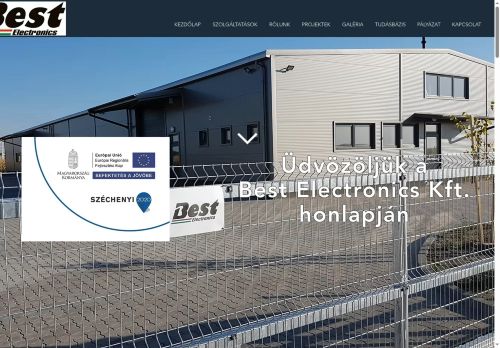 Best
Electronics
KEZDŐLAP SZOLGÁLTATÁSOK RÓLUNK PROJEKTEK GALÉRIA TUDÁSBÁZIS PÁLYÁZAT KAPCSOLAT
Üdvözöljük a
Best Electronics Kft.
honlapján
MAGYARORSZÁG
KORMÁNYA
Európai Unió
Európai Regionális
Fejlesztési Alap
BEFEKTETÉS A JÖVŐBE
SZÉCHENYI 2020
Best
Electronics